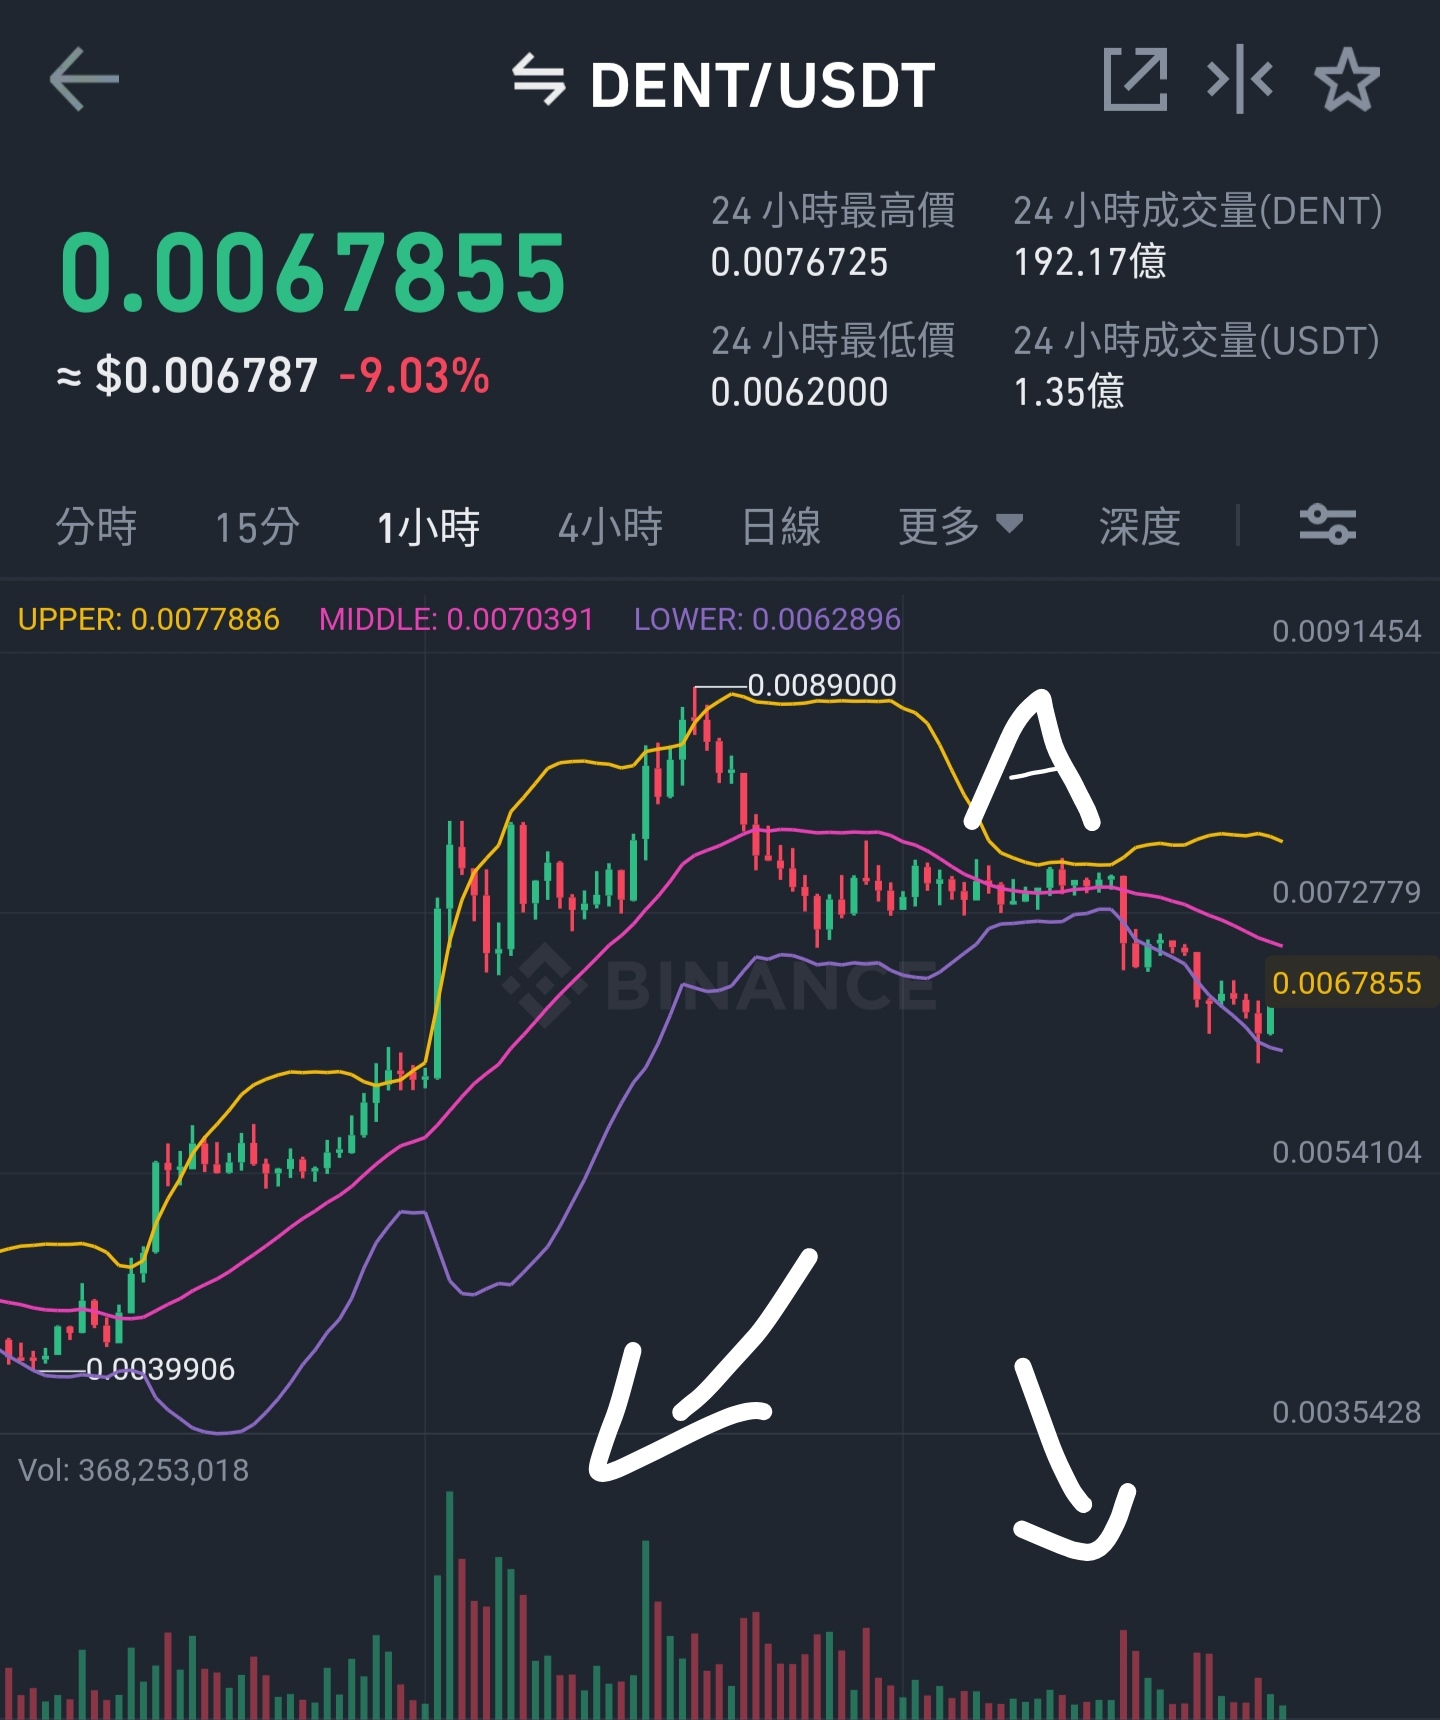 DENT/USDT
0.0067855
≈ $0.006787 -9.03%
24 小時最高價
0.0076725
24 小時成交量(DENT)
192.17億
24 小時最低價
0.0062000
24 小時成交量(USDT)
1.35億
分時 15分 1小時 4小時 日線 更多 深度
UPPER: 0.0077886 MIDDLE: 0.0070391 LOWER: 0.0062896
0.0091454
0.0089000
A
0.0072779
BINANCE
0.0067855
0.0054104
0.0039906
0.0035428
Vol: 368,253,018